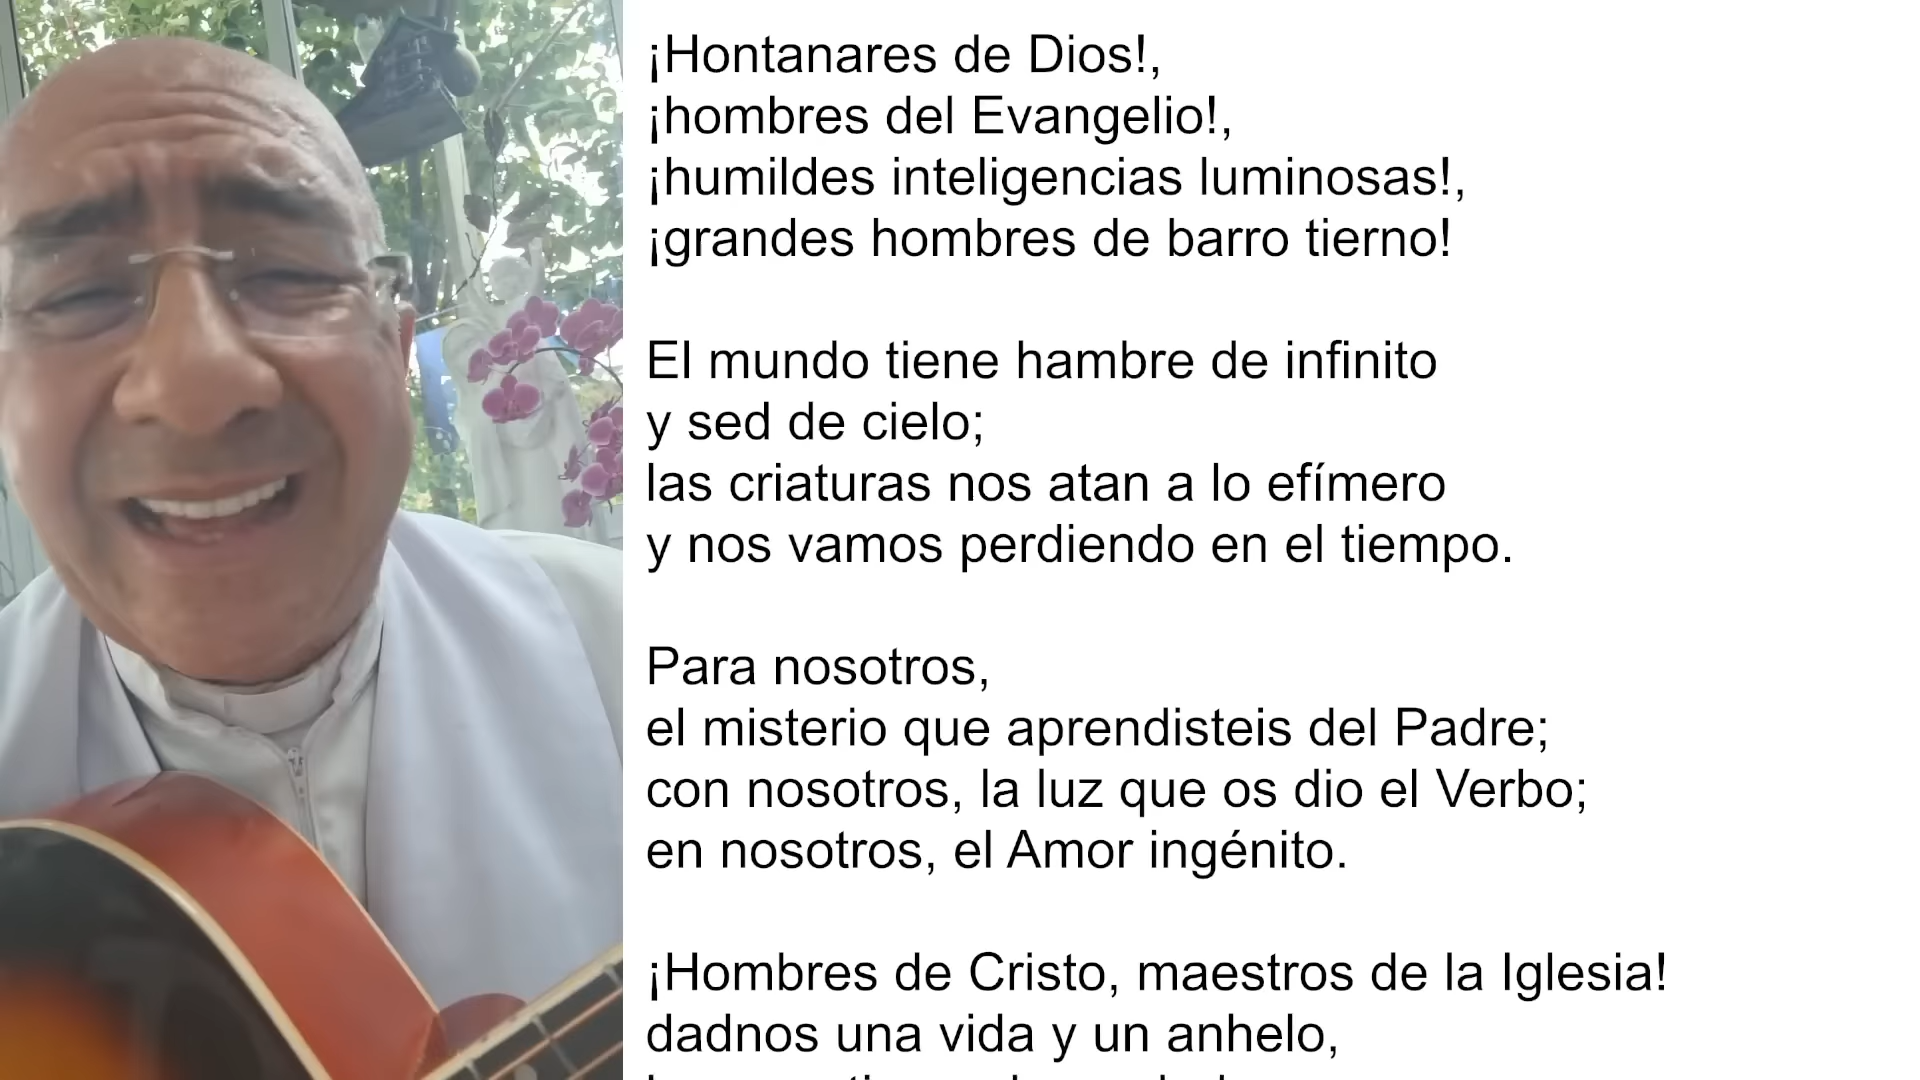 ¡Hontanares de Dios!,
¡hombres del Evangelio!,
¡humildes inteligencias luminosas!,
¡grandes hombres de barro tierno!
El mundo tiene hambre de infinito
y sed de cielo;
las criaturas nos atan a lo efímero
y nos vamos perdiendo en el tiempo.
Para nosotros,
el misterio que aprendisteis del Padre;
con nosotros, la luz que os dio el Verbo;
en nosotros, el Amor ingénito.
¡Hombres de Cristo, maestros de la Iglesia!
dadnos una vida y un anhelo,